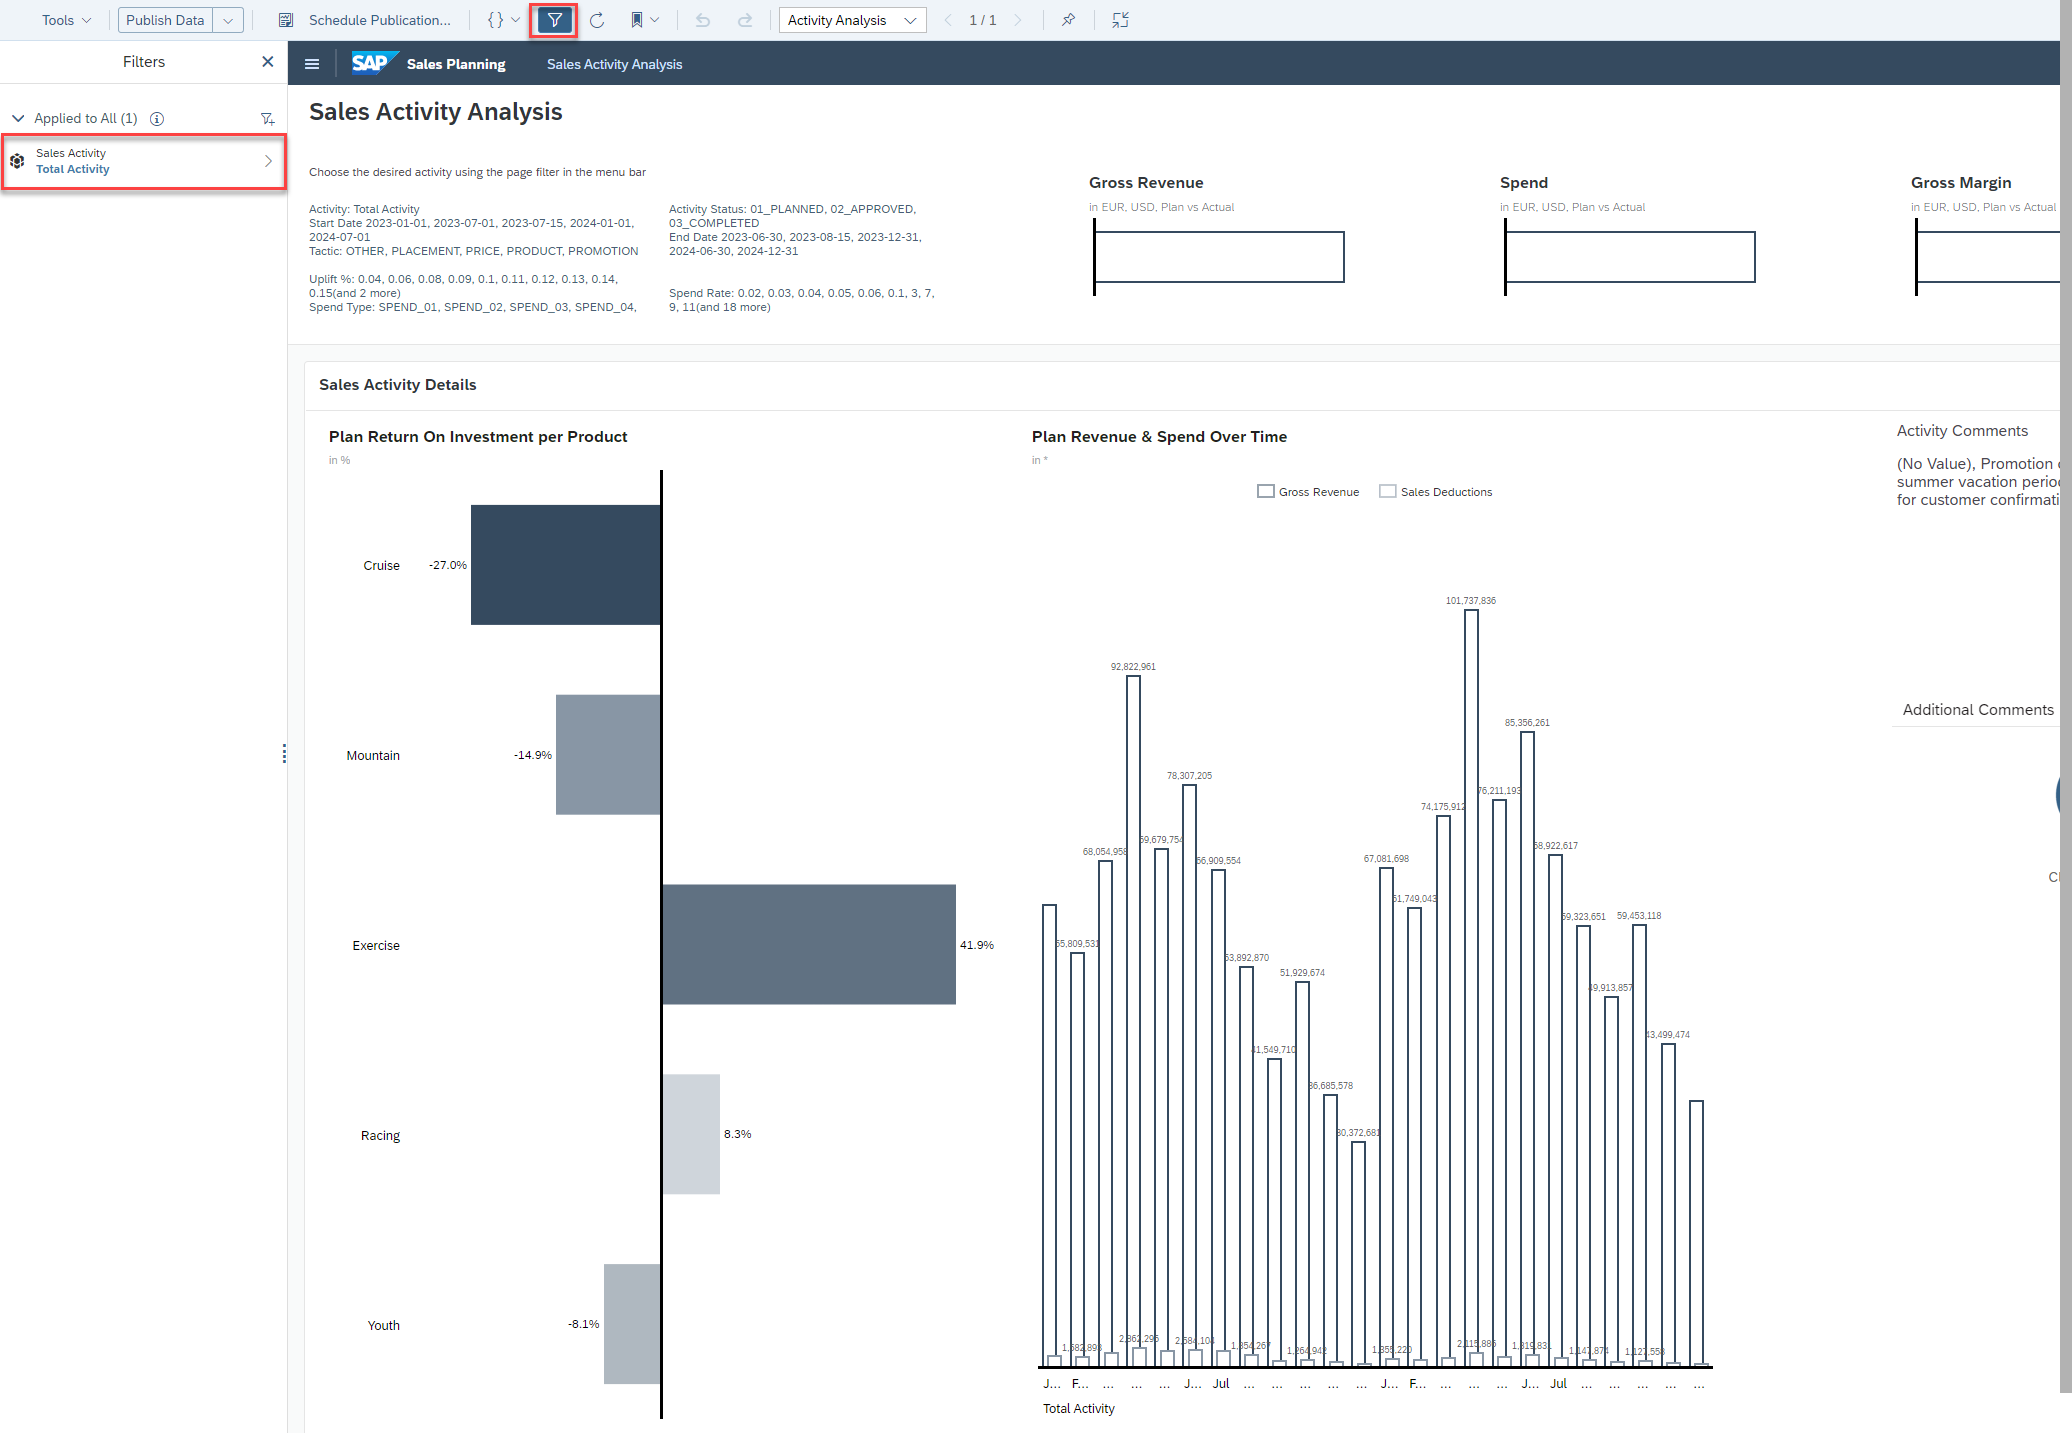 Tools
Publish Data
Schedule Publication...
{ }
Activity Analysis
1 / 1
Filters
SAP Sales Planning
Sales Activity Analysis
Applied to All (1)
Sales Activity
Total Activity
Sales Activity Analysis
Choose the desired activity using the page filter in the menu bar
Activity: Total Activity
Start Date 2023-01-01, 2023-07-01, 2023-07-15, 2024-01-01,
2024-07-01
Tactic: OTHER, PLACEMENT, PRICE, PRODUCT, PROMOTION
Uplift %: 0.04, 0.06, 0.08, 0.09, 0.1, 0.11, 0.12, 0.13, 0.14,
0.15(and 2 more)
Spend Type: SPEND_01, SPEND_02, SPEND_03, SPEND_04,
Activity Status: 01_PLANNED, 02_APPROVED,
03_COMPLETED
End Date 2023-06-30, 2023-08-15, 2023-12-31,
2024-06-30, 2024-12-31
Spend Rate: 0.02, 0.03, 0.04, 0.05, 0.06, 0.1, 3, 7,
9, 11(and 18 more)
Gross Revenue
in EUR, USD, Plan vs Actual
Spend
in EUR, USD, Plan vs Actual
Gross Margin
in EUR, USD, Plan vs Actual
Sales Activity Details
Plan Return On Investment per Product
in %
Cruise
-27.0%
Mountain
-14.9%
Exercise
41.9%
Racing
8.3%
Youth
-8.1%
Plan Revenue & Spend Over Time
in *
Gross Revenue
Sales Deductions
55,809,531
68,054,958
92,822,961
59,679,754
78,307,205
66,909,554
53,892,870
41,549,710
51,929,674
36,685,578
30,372,681
67,081,698
61,749,043
74,175,912
101,737,836
76,211,193
85,356,261
68,922,617
59,323,651
49,913,857
59,453,118
43,499,474
1,582,893
2,862,295
2,584,104
1,854,267
1,264,942
1,355,220
2,115,886
1,819,831
1,147,874
1,127,553
J... F... ... ... ... J... Jul ... ... ... ... ... J... F... ... ... ... J... Jul ... ... ... ... ...
Total Activity
Activity Comments
(No Value), Promotion
summer vacation
for customer
Additional Comments